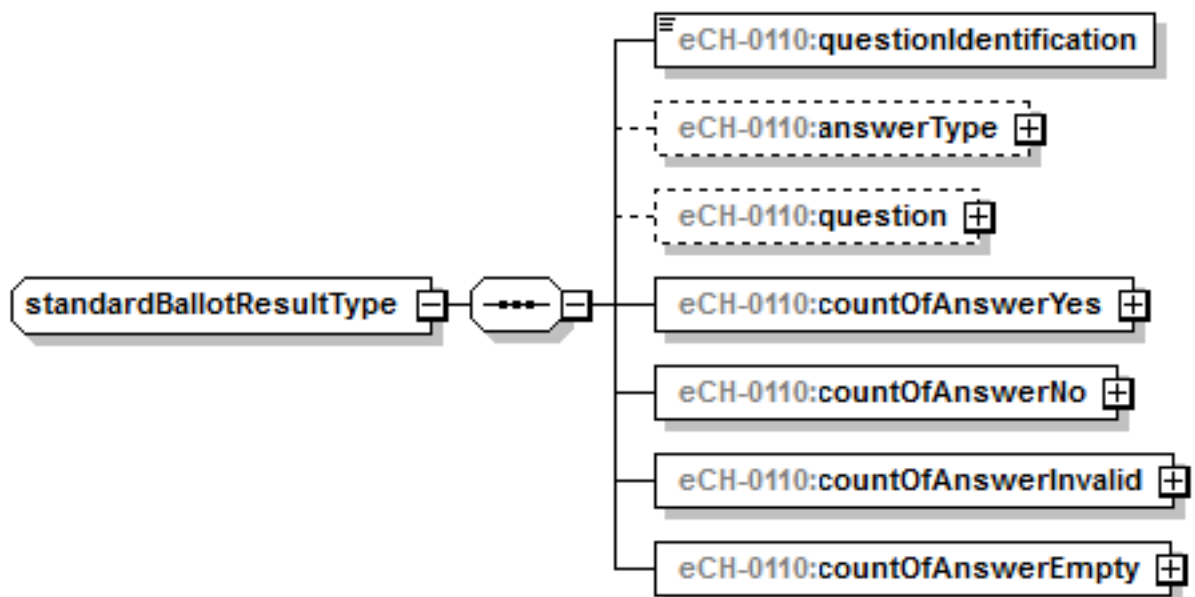 eCH-0110:questionIdentification
eCH-0110:answerType
eCH-0110:question
standardBallotResultType
eCH-0110:countOfAnswerYes
eCH-0110:countOfAnswerNo
eCH-0110:countOfAnswerInvalid
eCH-0110:countOfAnswerEmpty